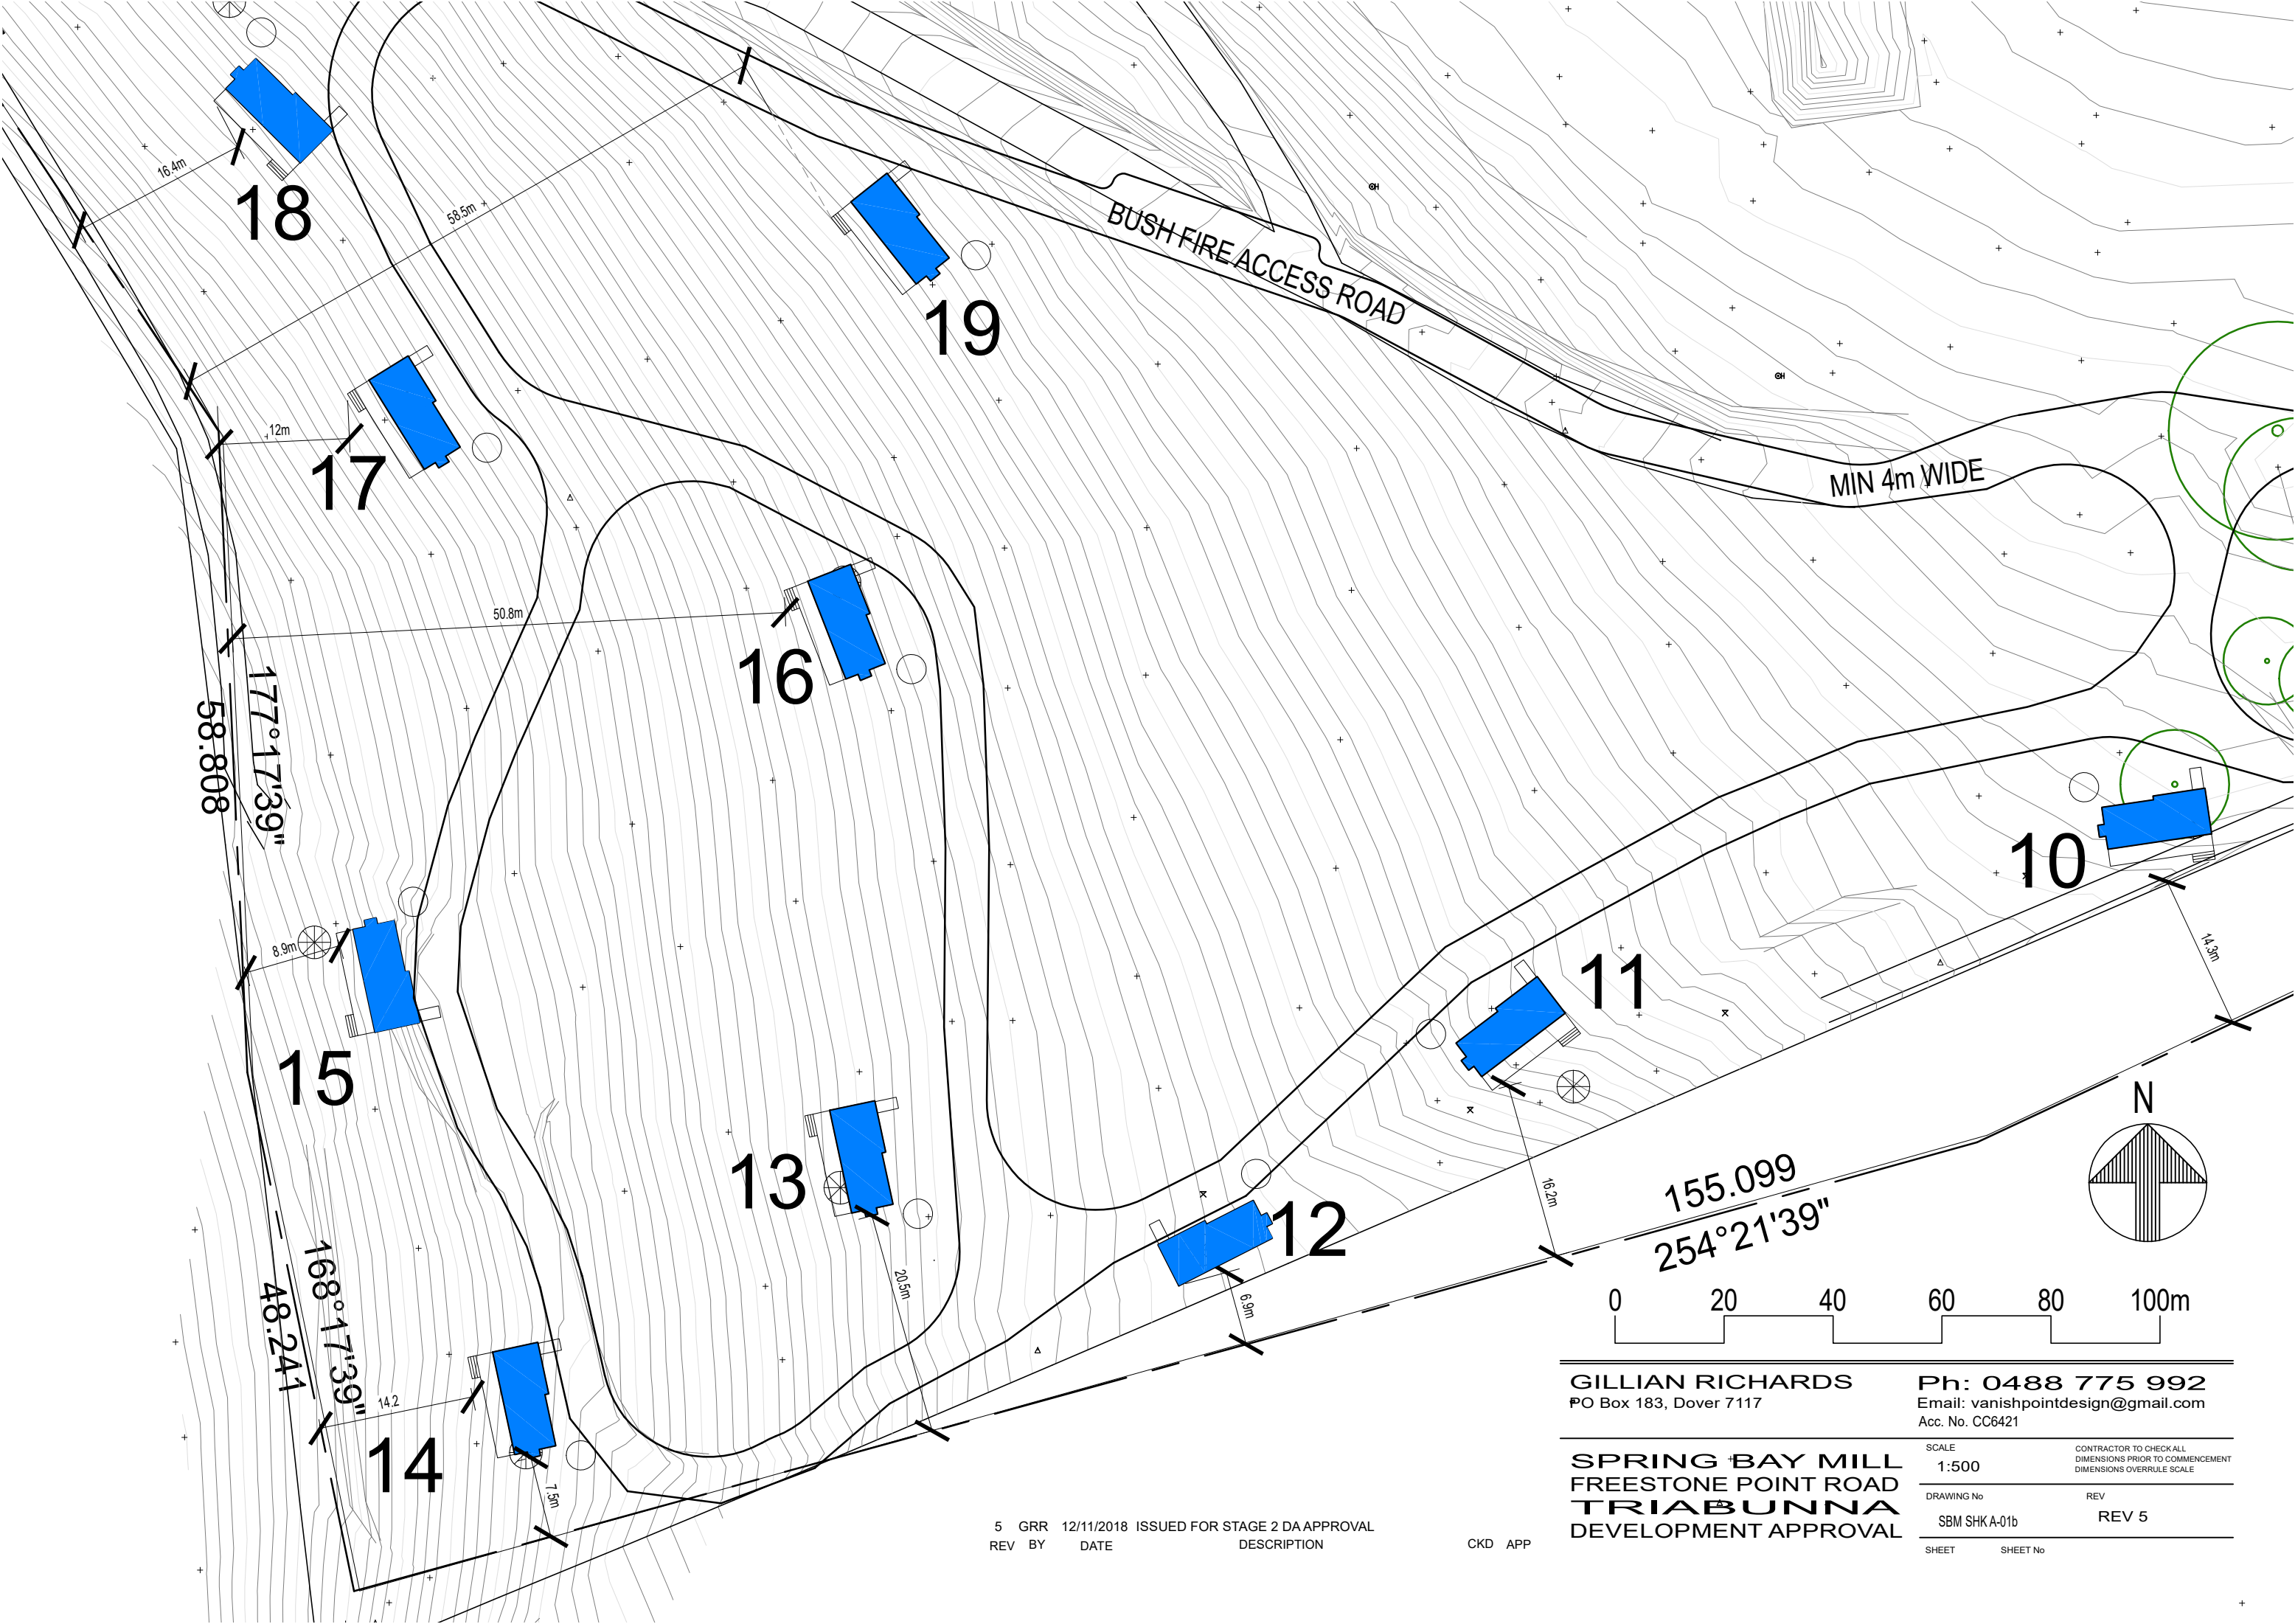 16.4m
18
58.5m
19
BUSH FIRE ACCESS ROAD
12m
17
MIN 4m WIDE
50.8m
16
177°17'39"
58.808
10
8.9m
15
11
14.3m
13
20.5m
12
6.9m
16.2m
155.099
254°21'39"
N
168°17'39"
48.241
14.2
14
7.5m
0 20 40 60 80 100m
GILLIAN RICHARDS
PO Box 183, Dover 7117
Ph: 0488 775 992
Email: vanishpointdesign@gmail.com
Acc. No. CC6421
SPRING BAY MILL
FREESTONE POINT ROAD
TRIABUNNA
DEVELOPMENT APPROVAL
SCALE
1:500
CONTRACTOR TO CHECK ALL
DIMENSIONS PRIOR TO COMMENCEMENT
DIMENSIONS OVERRULE SCALE
DRAWING No
SBM SHK A-01b
REV
REV 5
SHEET SHEET No
5 GRR 12/11/2018 ISSUED FOR STAGE 2 DA APPROVAL
REV BY DATE DESCRIPTION CKD APP